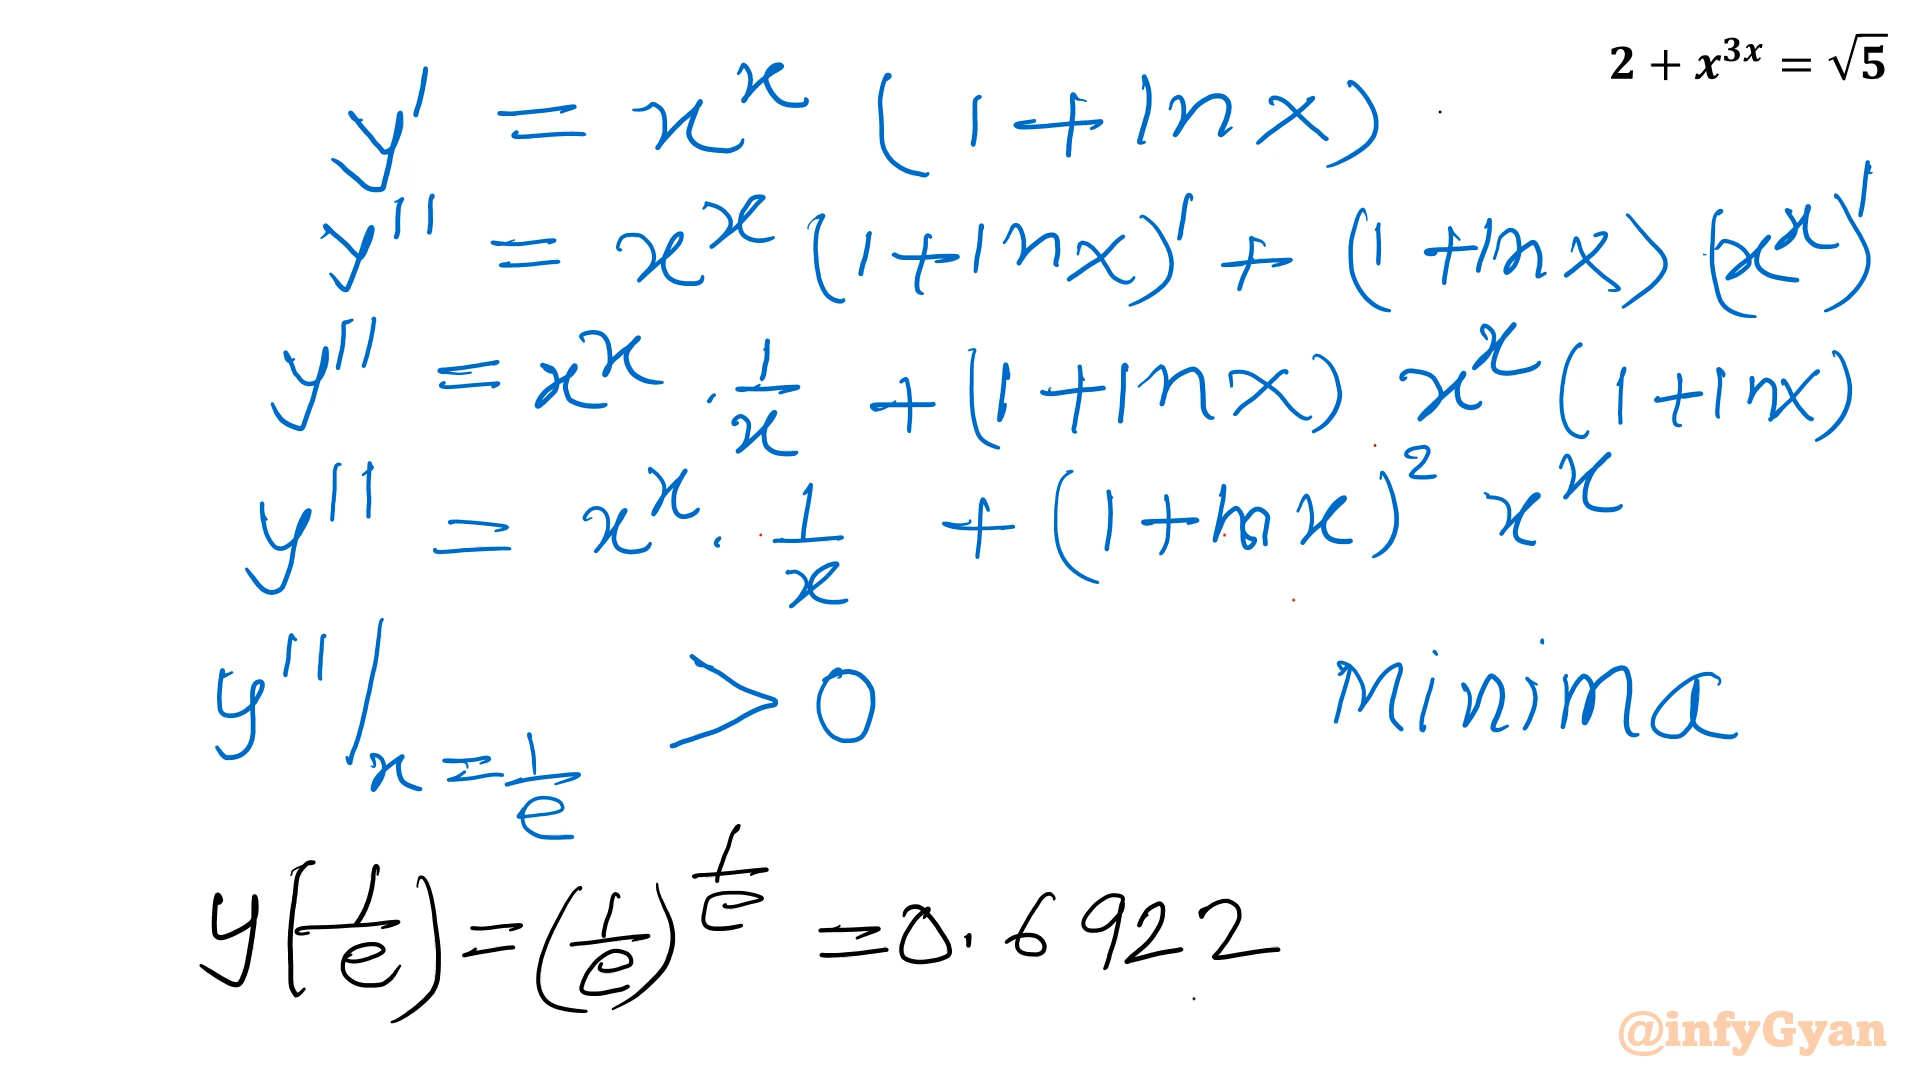 2 + x^{3x} = √5
y' = x^x (1 + ln x)
y'' = x^x (1 + ln x)' + (1 + ln x) (x^x)'
y'' = x^x · 1/x + (1 + ln x) x^x (1 + ln x)
y'' = x^x · 1/x + (1 + ln x)^2 x^x
y''/_{x = 1/e} > 0 Minima
y(1/e) = (1/e)^{1/e} = 0.6922
@infyGyan